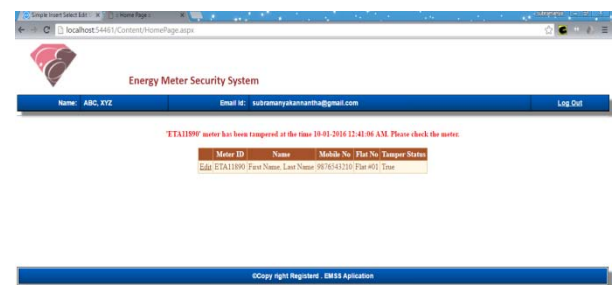 Simple Insert Select Edit
Home Page
localhost:54461/Content/HomePage.aspx
Energy Meter Security System
Name: ABC, XYZ Email Id: subramanyakannantha@gmail.com Log Out
'ETA11890' meter has been tampered at the time 10-01-2016 12:41:06 AM. Please check the meter.
Meter ID Name Mobile No Flat No Tamper Status
Edit ETA11890 First Name, Last Name 9876543210 Flat #01 True
©Copy right Registerd . EMSS Aplication